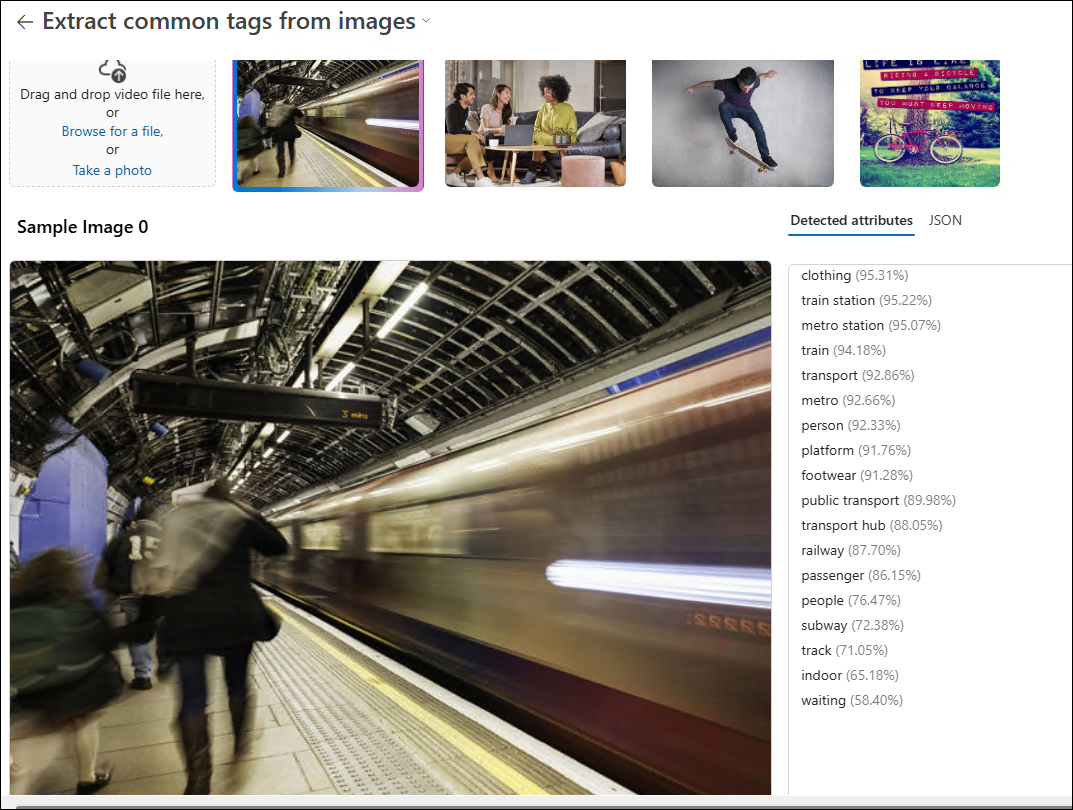 Extract common tags from images
Drag and drop video file here,
or
Browse for a file,
or
Take a photo
LIFE IS LIKE
RIDING A BICYCLE
TO KEEP YOUR BALANCE
YOU MUST KEEP MOVING
Sample Image 0
Detected attributes JSON
clothing (95.31%)
train station (95.22%)
metro station (95.07%)
train (94.18%)
transport (92.86%)
metro (92.66%)
person (92.33%)
platform (91.76%)
footwear (91.28%)
public transport (89.98%)
transport hub (88.05%)
railway (87.70%)
passenger (86.15%)
people (76.47%)
subway (72.38%)
track (71.05%)
indoor (65.18%)
waiting (58.40%)
3 mins
15